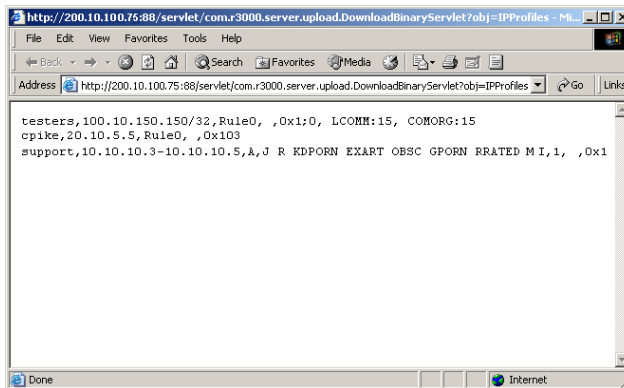 http://200.10.100.75:88/servlet/com.r3000.server.upload.DownloadBinaryServlet?obj=IPProfiles - Mi...
File Edit View Favorites Tools Help
Back Search Favorites Media
Address http://200.10.100.75:88/servlet/com.r3000.server.upload.DownloadBinaryServlet?obj=IPProfiles Go Links
testers,100.10.150.150/32,Rule0, ,0x1;0, LCOMM:15, COMORG:15
cpike,20.10.5.5,Rule0, ,0x103
support,10.10.10.3-10.10.10.5,A,J R KDPORN EXART OBSC GPORN RRATED M I,1, ,0x1
Done Internet